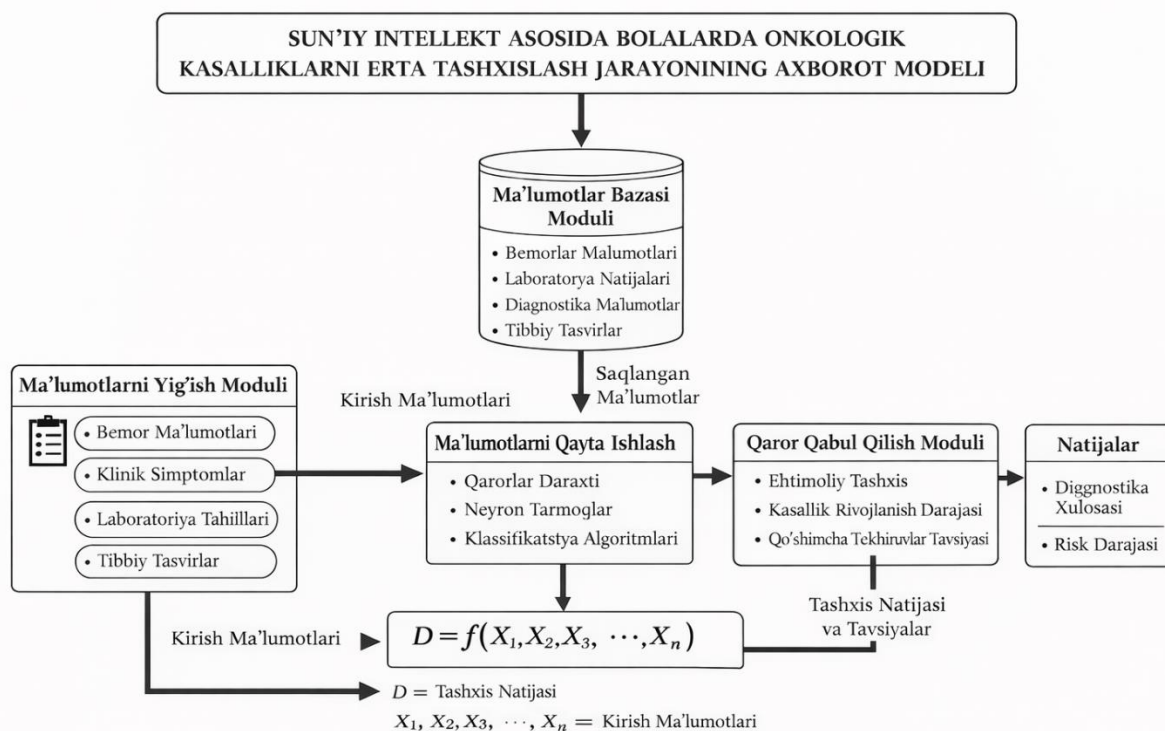 SUN'IY INTELLEKT ASOSIDA BOLALARDA ONKOLOGIK
KASALLIKLARNI ERTA TASHXISLASH JARAYONINING AXBOROT MODELI
Ma'lumotlar Bazasi
Moduli
• Bemorlar Malumotlari
• Laboratorya Natijalari
• Diagnostika Ma'lumotlar
• Tibbiy Tasvirlar
Saqlangan
Ma'lumotlar
Ma'lumotlarni Yig'ish Moduli
• Bemor Ma'lumotlari
• Klinik Simptomlar
• Laboratoriya Tahilllari
• Tibbiy Tasvirlar
Kirish Ma'lumotlari
Ma'lumotlarni Qayta Ishlash
• Qarorlar Daraxti
• Neyron Tarmoqlar
• Klassifikatstya Algoritmlari
Qaror Qabul Qilish Moduli
• Ehtimoliy Tashxis
• Kasallik Rivojlanish Darajasi
• Qo'shimcha Tekhiruvlar Tavsiyasi
Natijalar
• Diggnostika
Xulosasi
• Risk Darajasi
Tashxis Natijasi
va Tavsiyalar
Kirish Ma'lumotlari
D = f(X₁, X₂, X₃, ⋯, Xₙ)
D = Tashxis Natijasi
X₁, X₂, X₃, ⋯, Xₙ = Kirish Ma'lumotlari